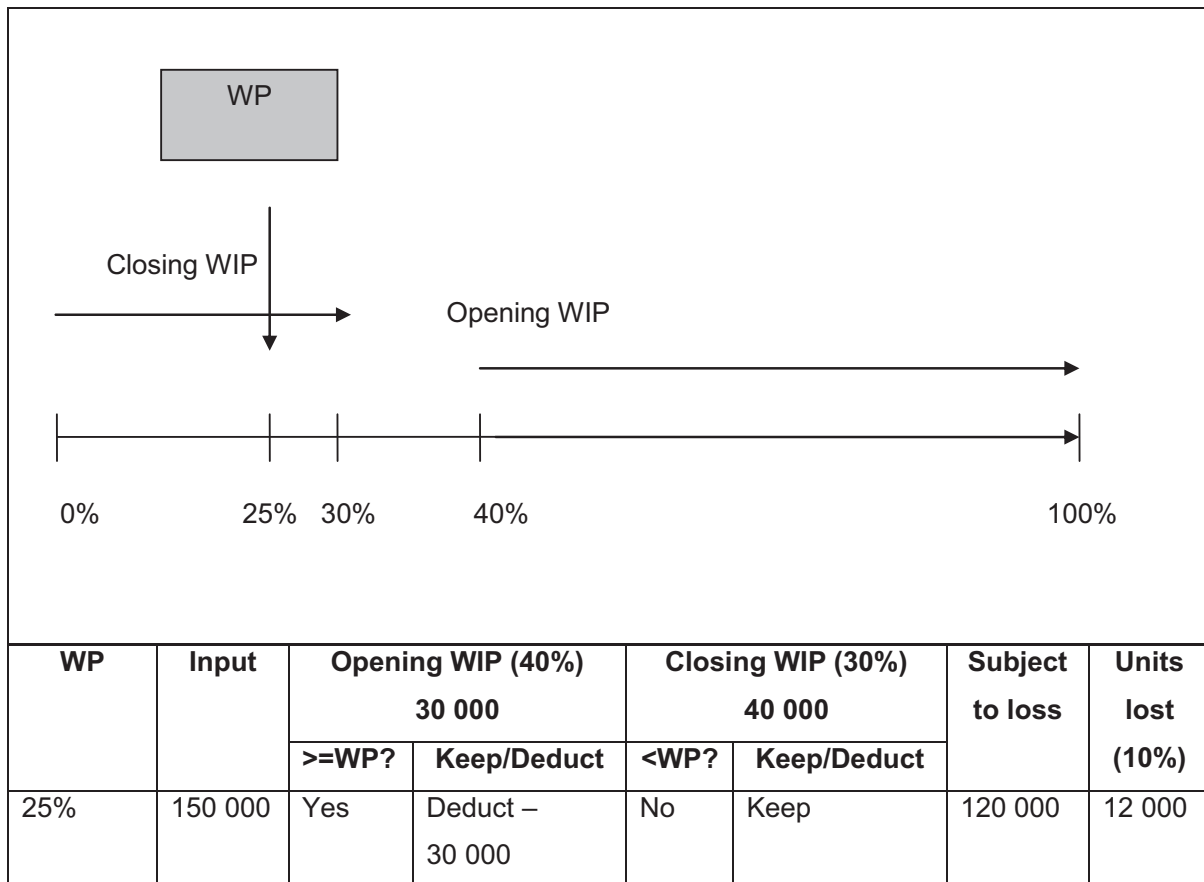 WP
Closing WIP
Opening WIP
0% 25% 30% 40% 100%
WP Input Opening WIP (40%) 30 000 Closing WIP (30%) 40 000 Subject to loss Units lost (10%)
>=WP? Keep/Deduct <WP? Keep/Deduct
25% 150 000 Yes Deduct – 30 000 No Keep 120 000 12 000